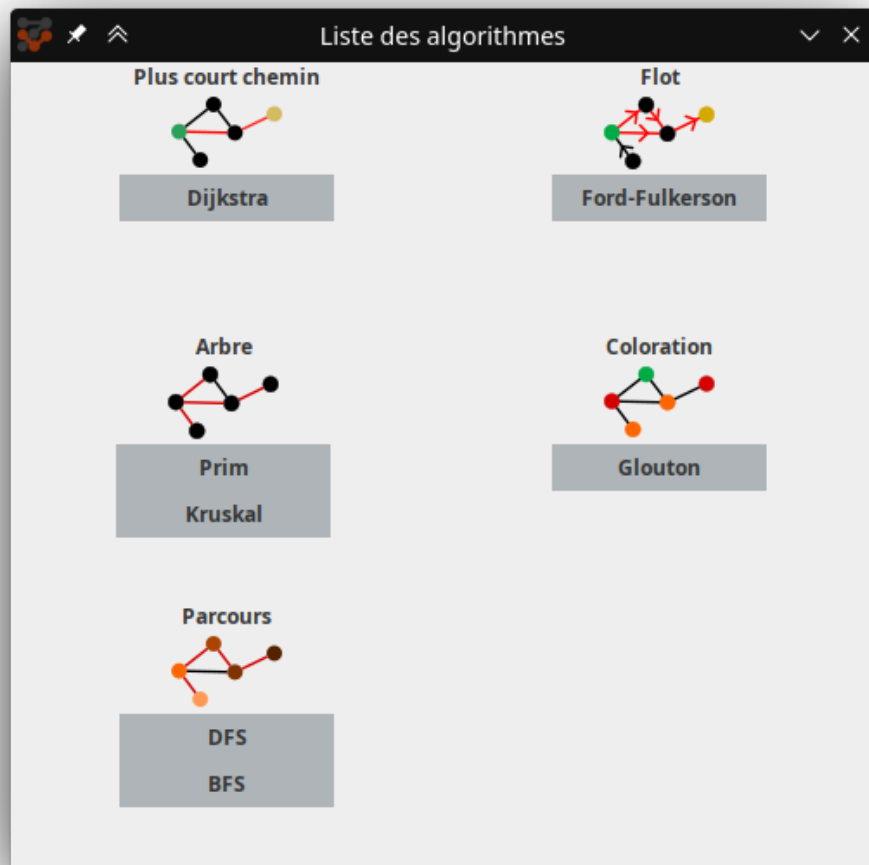 Liste des algorithmes
Plus court chemin
Dijkstra
Flot
Ford-Fulkerson
Arbre
Prim
Kruskal
Coloration
Glouton
Parcours
DFS
BFS